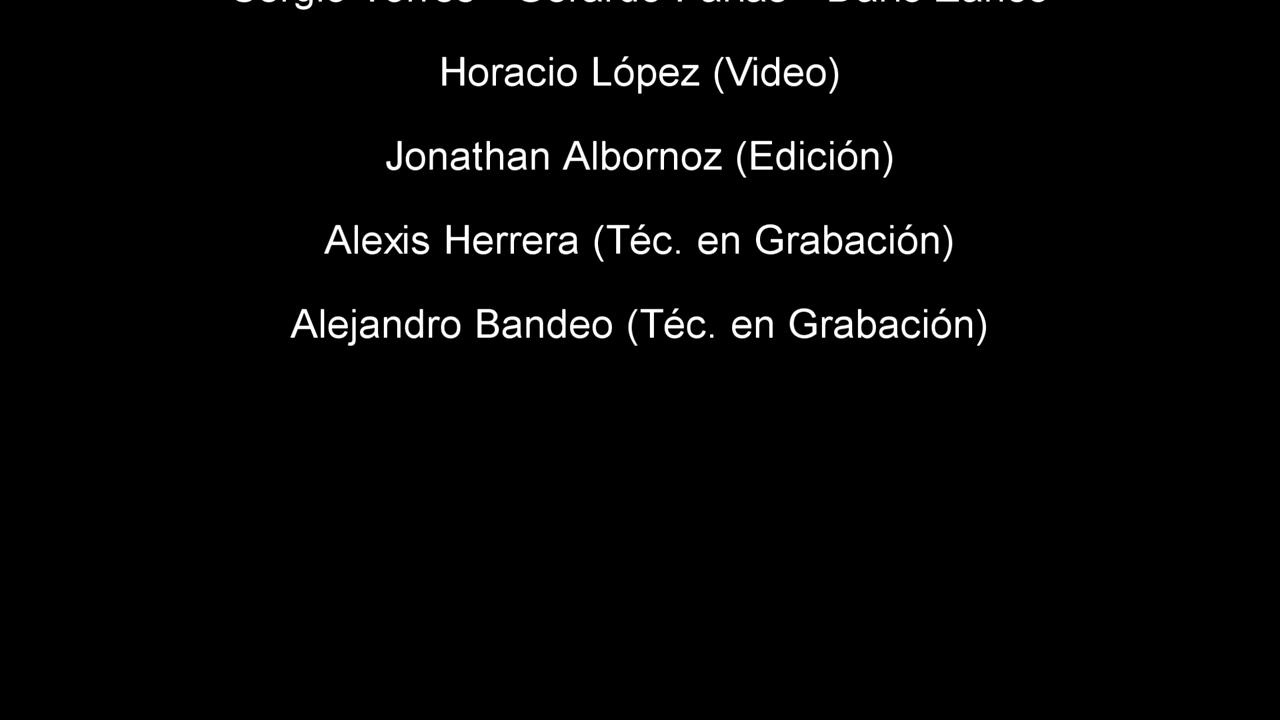 Horacio López (Video)
Jonathan Albornoz (Edición)
Alexis Herrera (Téc. en Grabación)
Alejandro Bandeo (Téc. en Grabación)